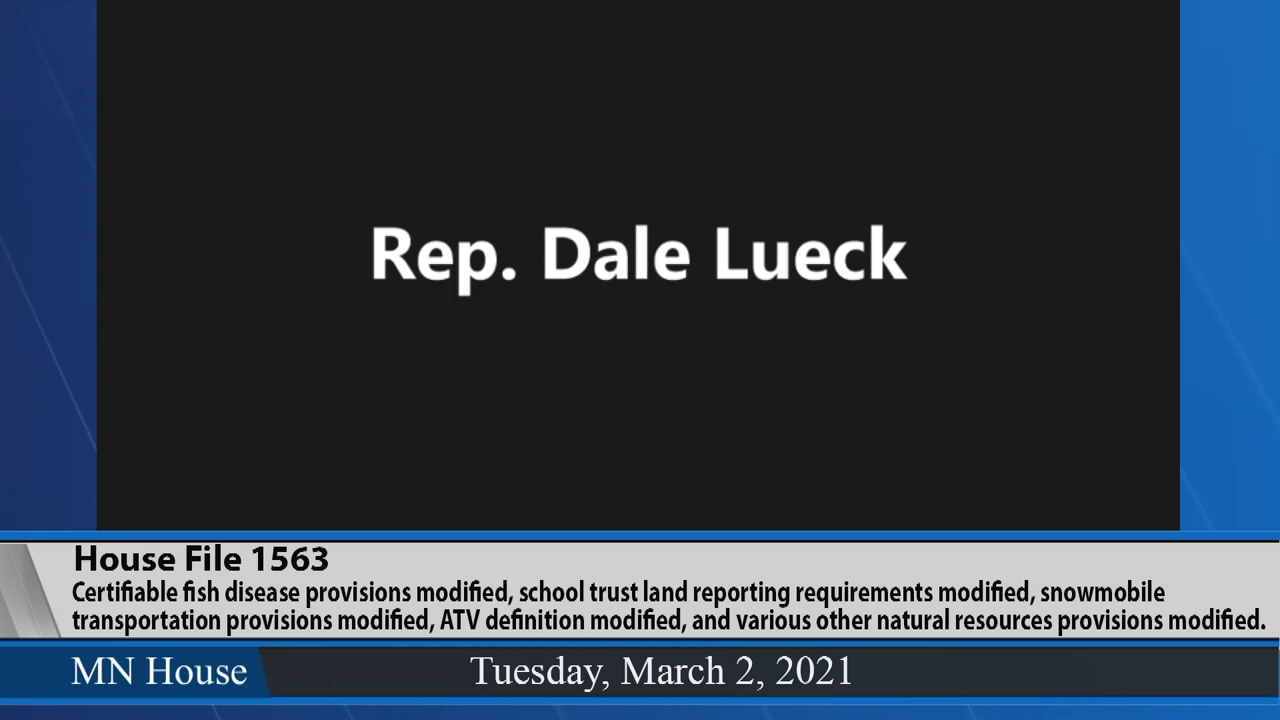 Rep. Dale Lueck
House File 1563
Certifiable fish disease provisions modified, school trust land reporting requirements modified, snowmobile
transportation provisions modified, ATV definition modified, and various other natural resources provisions modified.
MN House
Tuesday, March 2, 2021